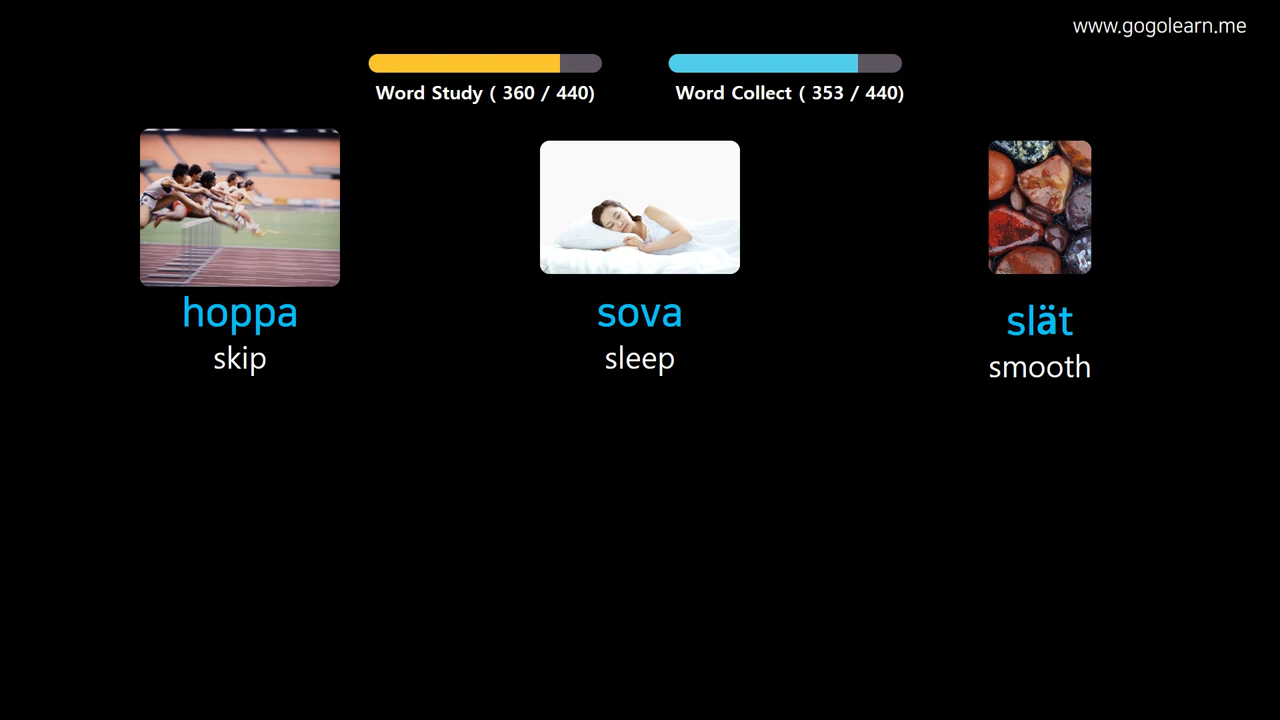 www.gogolearn.me
Word Study ( 360 / 440)
Word Collect ( 353 / 440)
hoppa
skip
sova
sleep
slät
smooth